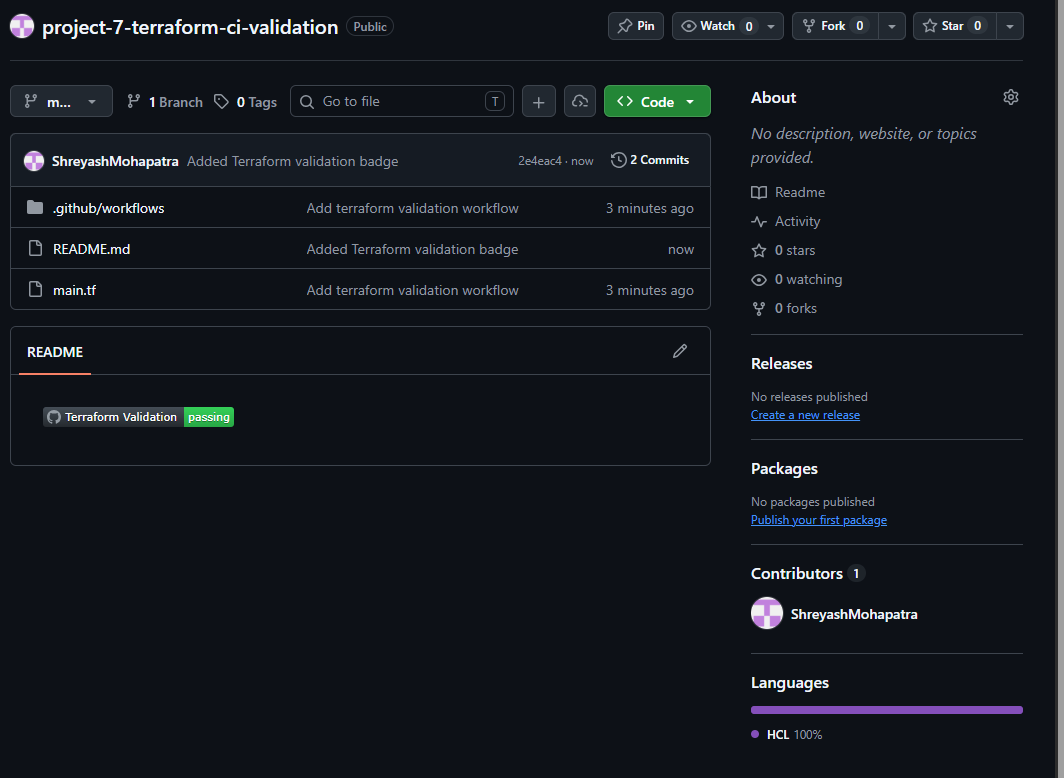 project-7-terraform-ci-validation Public Pin Watch 0 Fork 0 Star 0
m... 1 Branch 0 Tags Go to file T Code
ShreyashMohapatra Added Terraform validation badge 2e4eac4 · now 2 Commits
.github/workflows Add terraform validation workflow 3 minutes ago
README.md Added Terraform validation badge now
main.tf Add terraform validation workflow 3 minutes ago
README
Terraform Validation passing
About
No description, website, or topics
provided.
Readme
Activity
0 stars
0 watching
0 forks
Releases
No releases published
Create a new release
Packages
No packages published
Publish your first package
Contributors 1
ShreyashMohapatra
Languages
HCL 100%